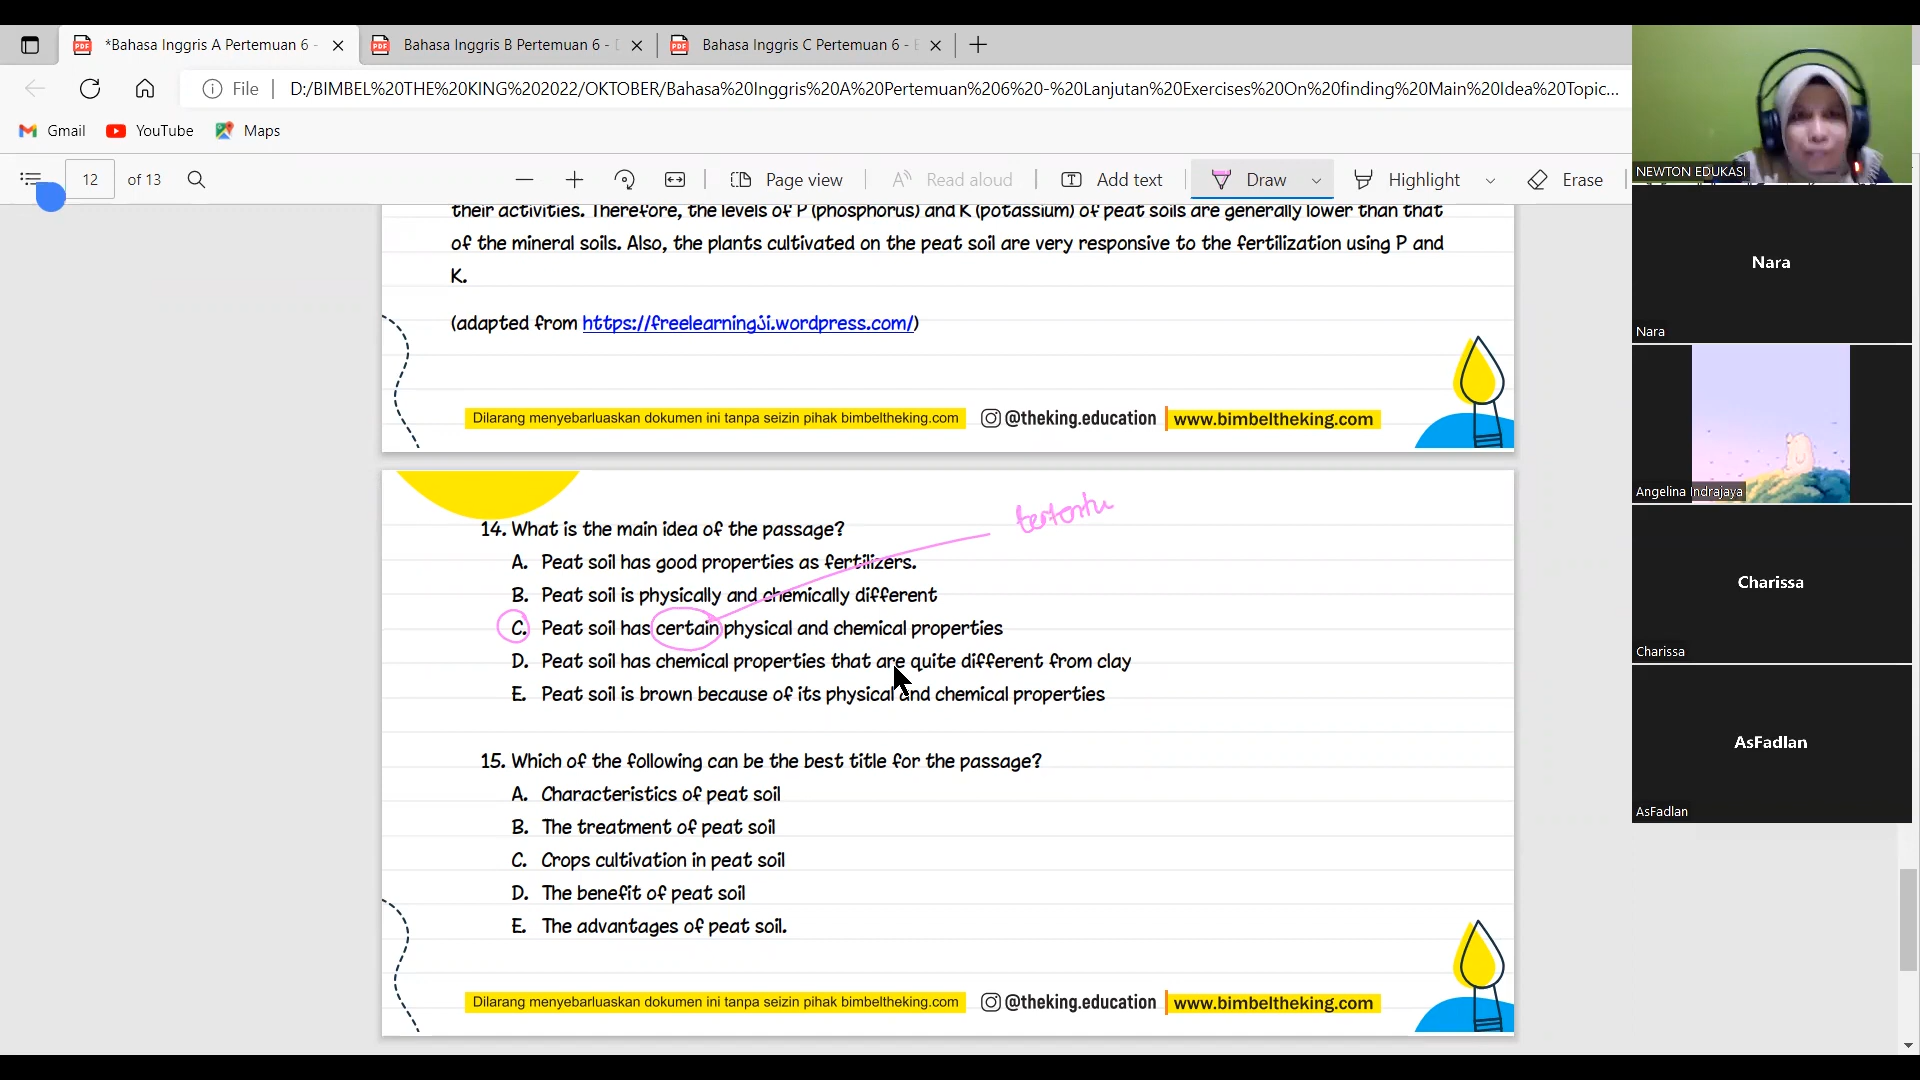 *Bahasa Inggris A Pertemuan 6 -
Bahasa Inggris B Pertemuan 6 -
Bahasa Inggris C Pertemuan 6 -
File
D:/BIMBEL%20THE%20KING%202022/OKTOBER/Bahasa%20Inggris%20A%20Pertemuan%206%20-%20Lanjutan%20Exercises%20On%20finding%20Main%20Idea%20Topic...
Gmail
YouTube
Maps
12 of 13
Page view
Read aloud
Add text
Draw
Highlight
Erase
their activities. Therefore, the levels of P (phosphorus) and K (potassium) of peat soils are generally lower than that
of the mineral soils. Also, the plants cultivated on the peat soil are very responsive to the fertilization using P and
K.
(adapted from https://freelearningji.wordpress.com/)
Dilarang menyebarluaskan dokumen ini tanpa seizin pihak bimbeltheking.com
@theking.education
www.bimbeltheking.com
tertentu
14. What is the main idea of the passage?
A. Peat soil has good properties as fertilizers.
B. Peat soil is physically and chemically different
C. Peat soil has certain physical and chemical properties
D. Peat soil has chemical properties that are quite different from clay
E. Peat soil is brown because of its physical and chemical properties
15. Which of the following can be the best title for the passage?
A. Characteristics of peat soil
B. The treatment of peat soil
C. Crops cultivation in peat soil
D. The benefit of peat soil
E. The advantages of peat soil.
Dilarang menyebarluaskan dokumen ini tanpa seizin pihak bimbeltheking.com
@theking.education
www.bimbeltheking.com
NEWTON EDUKASI
Nara
Nara
Angelina Indrajaya
Charissa
Charissa
AsFadlan
AsFadlan